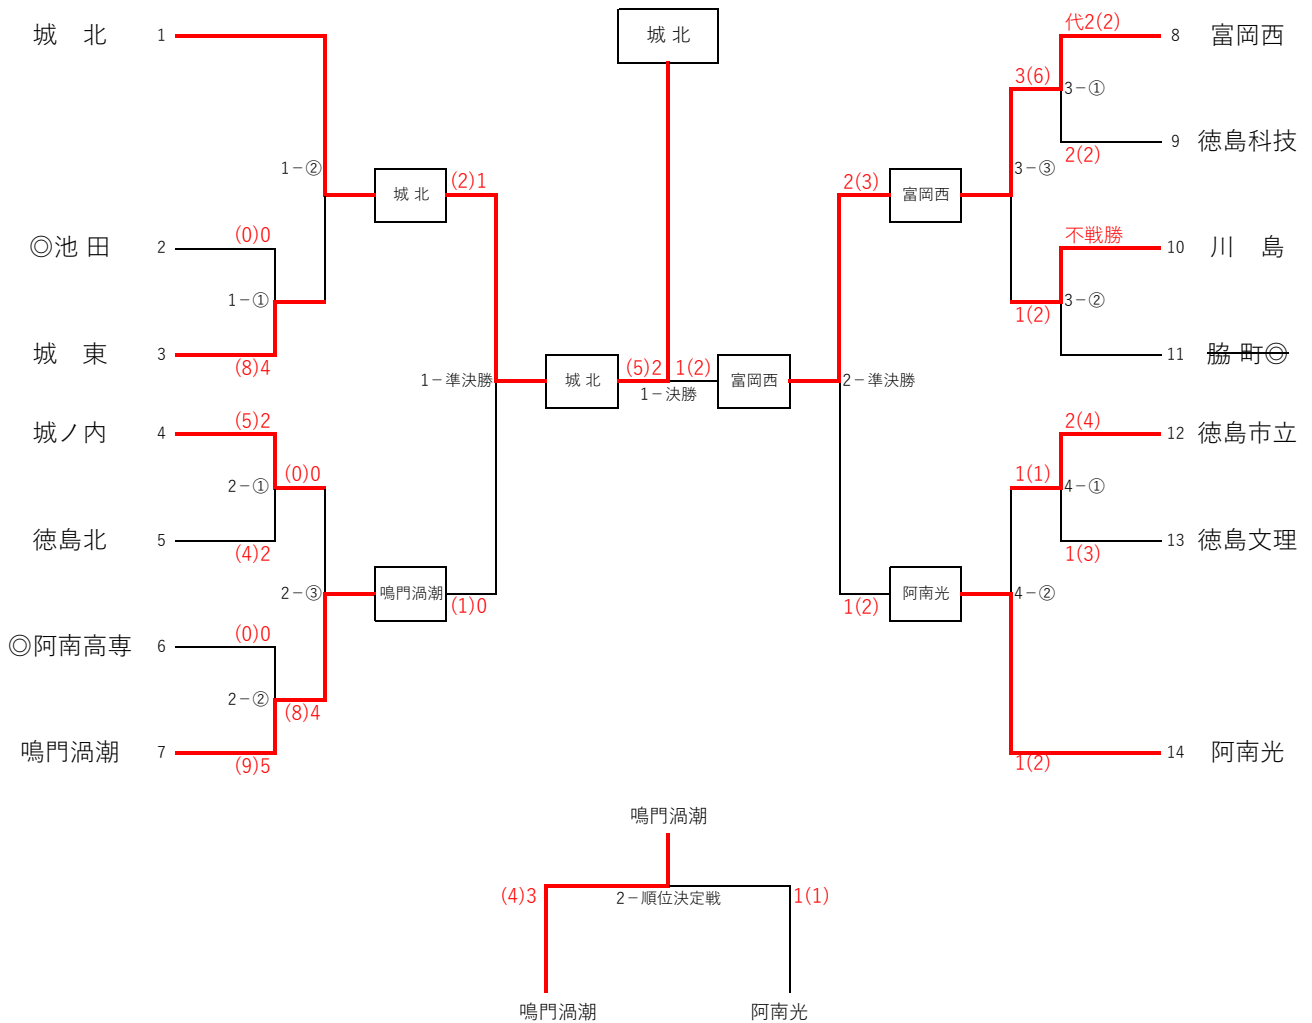 城 北
城　北 1
代2(2)
8 富岡西
3(6)
3－①
2(2)
9 徳島科技
1－②
3－③
城 北
(2)1
2(3)
富岡西
◎池 田 2
(0)0
不戦勝
10 川　島
1－①
3－②
1(2)
城　東 3
(8)4
11 脇 町◎
1－準決勝
城 北
(5)2
1(2)
1－決勝
富岡西
2－準決勝
城ノ内 4
(5)2
2(4)
12 徳島市立
(0)0
1(1)
2－①
4－①
徳島北 5
(4)2
1(3)
13 徳島文理
2－③
鳴門渦潮
(1)0
1(2)
阿南光
4－②
◎阿南高専 6
(0)0
2－②
(8)4
鳴門渦潮 7
(9)5
1(2)
14 阿南光
鳴門渦潮
(4)3
2－順位決定戦
1(1)
鳴門渦潮
阿南光